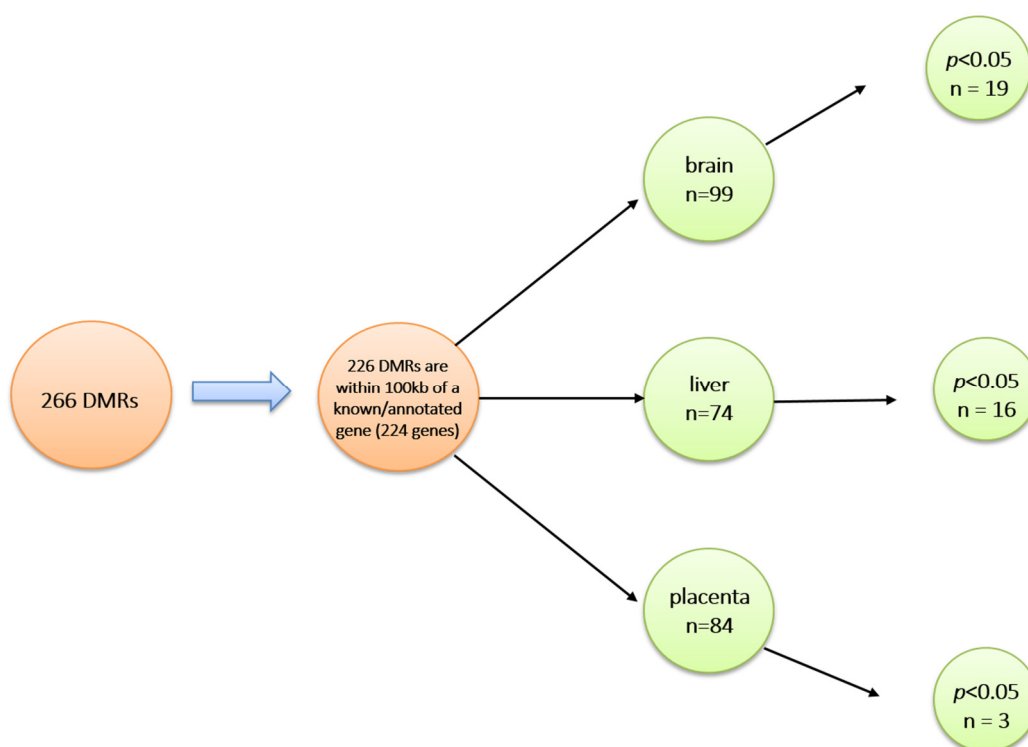 266 DMRs
226 DMRs are
within 100kb of a
known/annotated
gene (224 genes)
brain
n=99
p<0.05
n = 19
liver
n=74
p<0.05
n = 16
placenta
n=84
p<0.05
n = 3